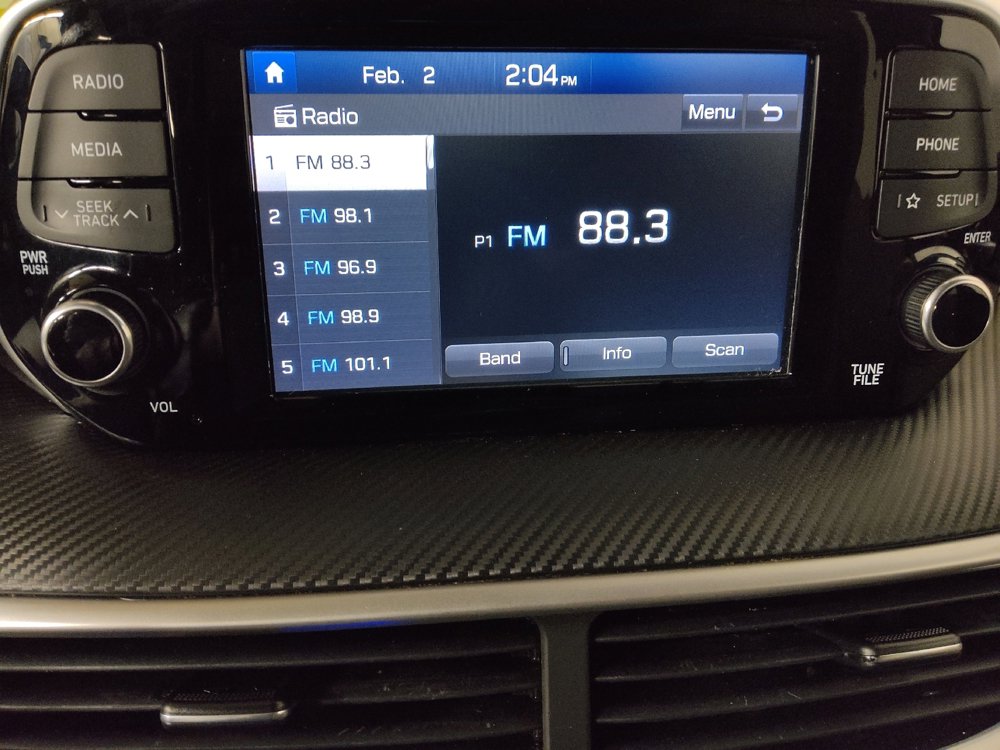 RADIO
MEDIA
SEEK
TRACK
PWR
PUSH
VOL
Feb. 2 2:04 PM
Radio
Menu
1 FM 88.3
2 FM 98.1
3 FM 96.9
4 FM 98.9
5 FM 101.1
P1 FM 88.3
Band
Info
Scan
HOME
PHONE
SETUP
ENTER
TUNE
FILE